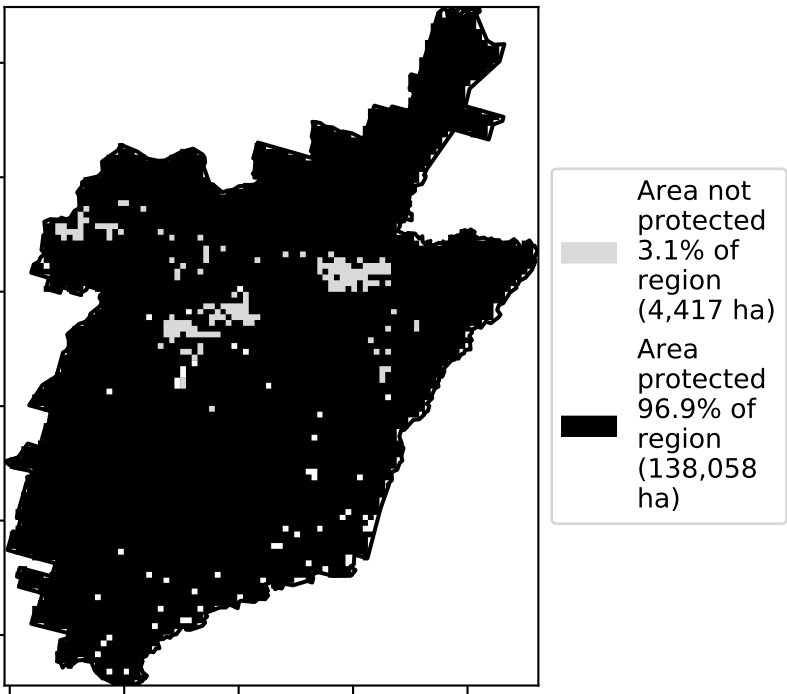 Area not
protected
3.1% of
region
(4,417 ha)
Area
protected
96.9% of
region
(138,058
ha)